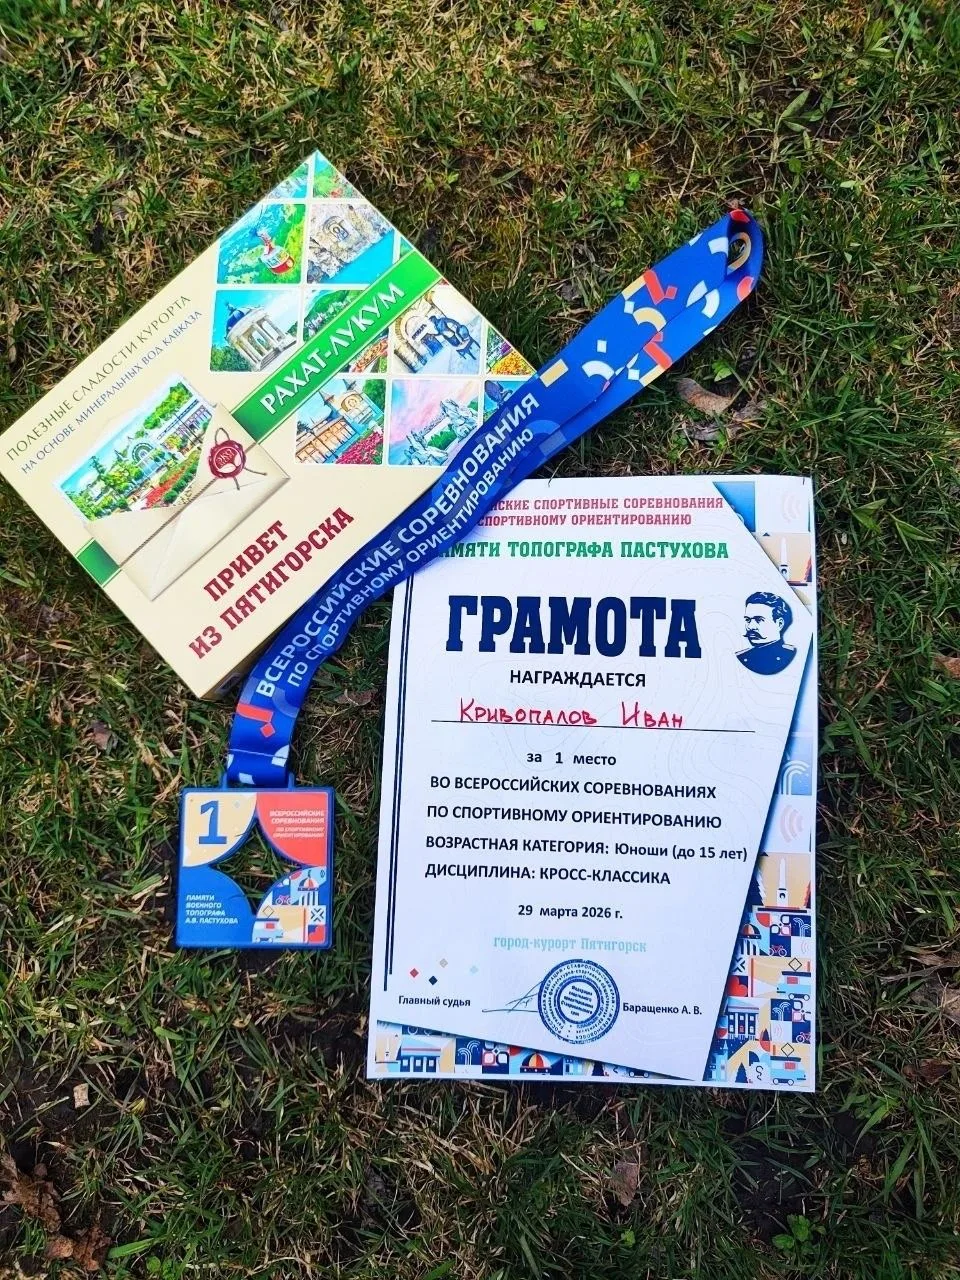 ПОЛЕЗНЫЕ СЛАДОСТИ КУРОРТА
НА ОСНОВЕ МИНЕРАЛЬНЫХ ВОД КАВКАЗА
РАХАТ-ЛУКУМ
ПРИВЕТ
ИЗ ПЯТИГОРСКА
ВСЕРОССИЙСКИЕ СОРЕВНОВАНИЯ
ПО СПОРТИВНОМУ ОРИЕНТИРОВАНИЮ
1
ВСЕРОССИЙСКИЕ
СОРЕВНОВАНИЯ
ПО СПОРТИВНОМУ
ОРИЕНТИРОВАНИЮ
ПАМЯТИ
ВОЕННОГО
ТОПОГРАФА
А.В. ПАСТУХОВА
СПОРТИВНЫЕ СОРЕВНОВАНИЯ
СПОРТИВНОМУ ОРИЕНТИРОВАНИЮ
ТОПОГРАФА ПАСТУХОВА
ГРАМОТА
НАГРАЖДАЕТСЯ
Кривопалов Иван
за 1 место
ВО ВСЕРОССИЙСКИХ СОРЕВНОВАНИЯХ
ПО СПОРТИВНОМУ ОРИЕНТИРОВАНИЮ
ВОЗРАСТНАЯ КАТЕГОРИЯ: Юноши (до 15 лет)
ДИСЦИПЛИНА: КРОСС-КЛАССИКА
29 марта 2026 г.
город-курорт Пятигорск
Главный судья
Баращенко А. В.